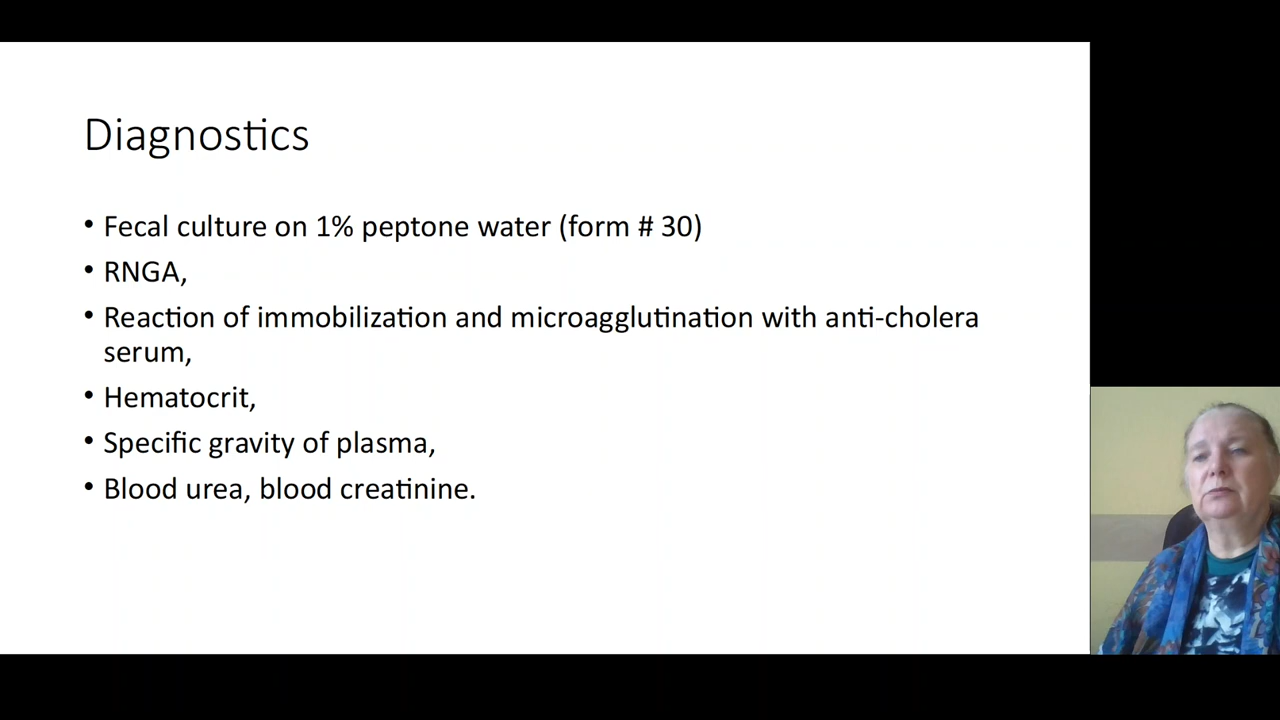 Diagnostics
• Fecal culture on 1% peptone water (form # 30)
• RNGA,
• Reaction of immobilization and microagglutination with anti-cholera
serum,
• Hematocrit,
• Specific gravity of plasma,
• Blood urea, blood creatinine.